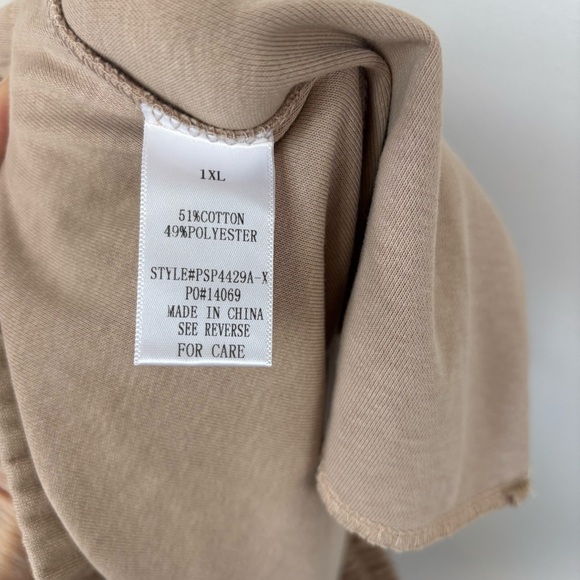 1XL
51%COTTON
49%POLYESTER
STYLE#PSP4429A-X
PO#14069
MADE IN CHINA
SEE REVERSE
FOR CARE